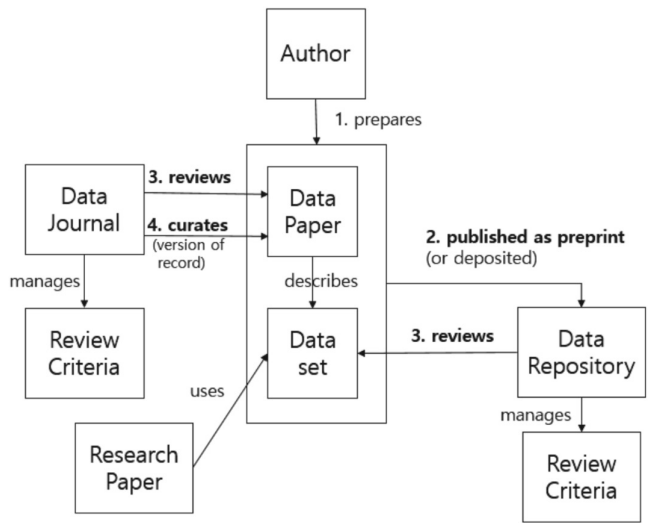 Author
1. prepares
Data
Journal
3. reviews
4. curates
(version of
record)
Data
Paper
2. published as preprint
(or deposited)
manages
describes
Review
Criteria
Data
set
3. reviews
Data
Repository
uses
manages
Research
Paper
Review
Criteria